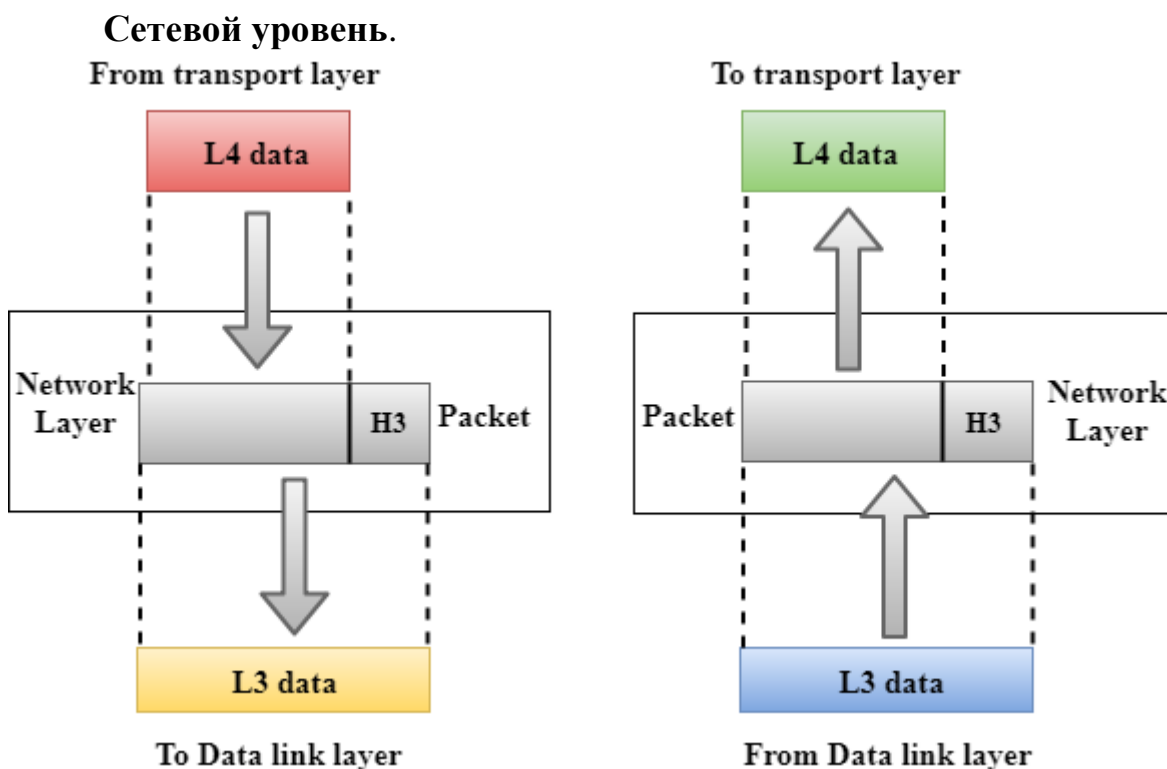 Сетевой уровень.
From transport layer
To transport layer
L4 data
L4 data
Network
Layer
H3
Packet
Packet
H3
Network
Layer
L3 data
L3 data
To Data link layer
From Data link layer